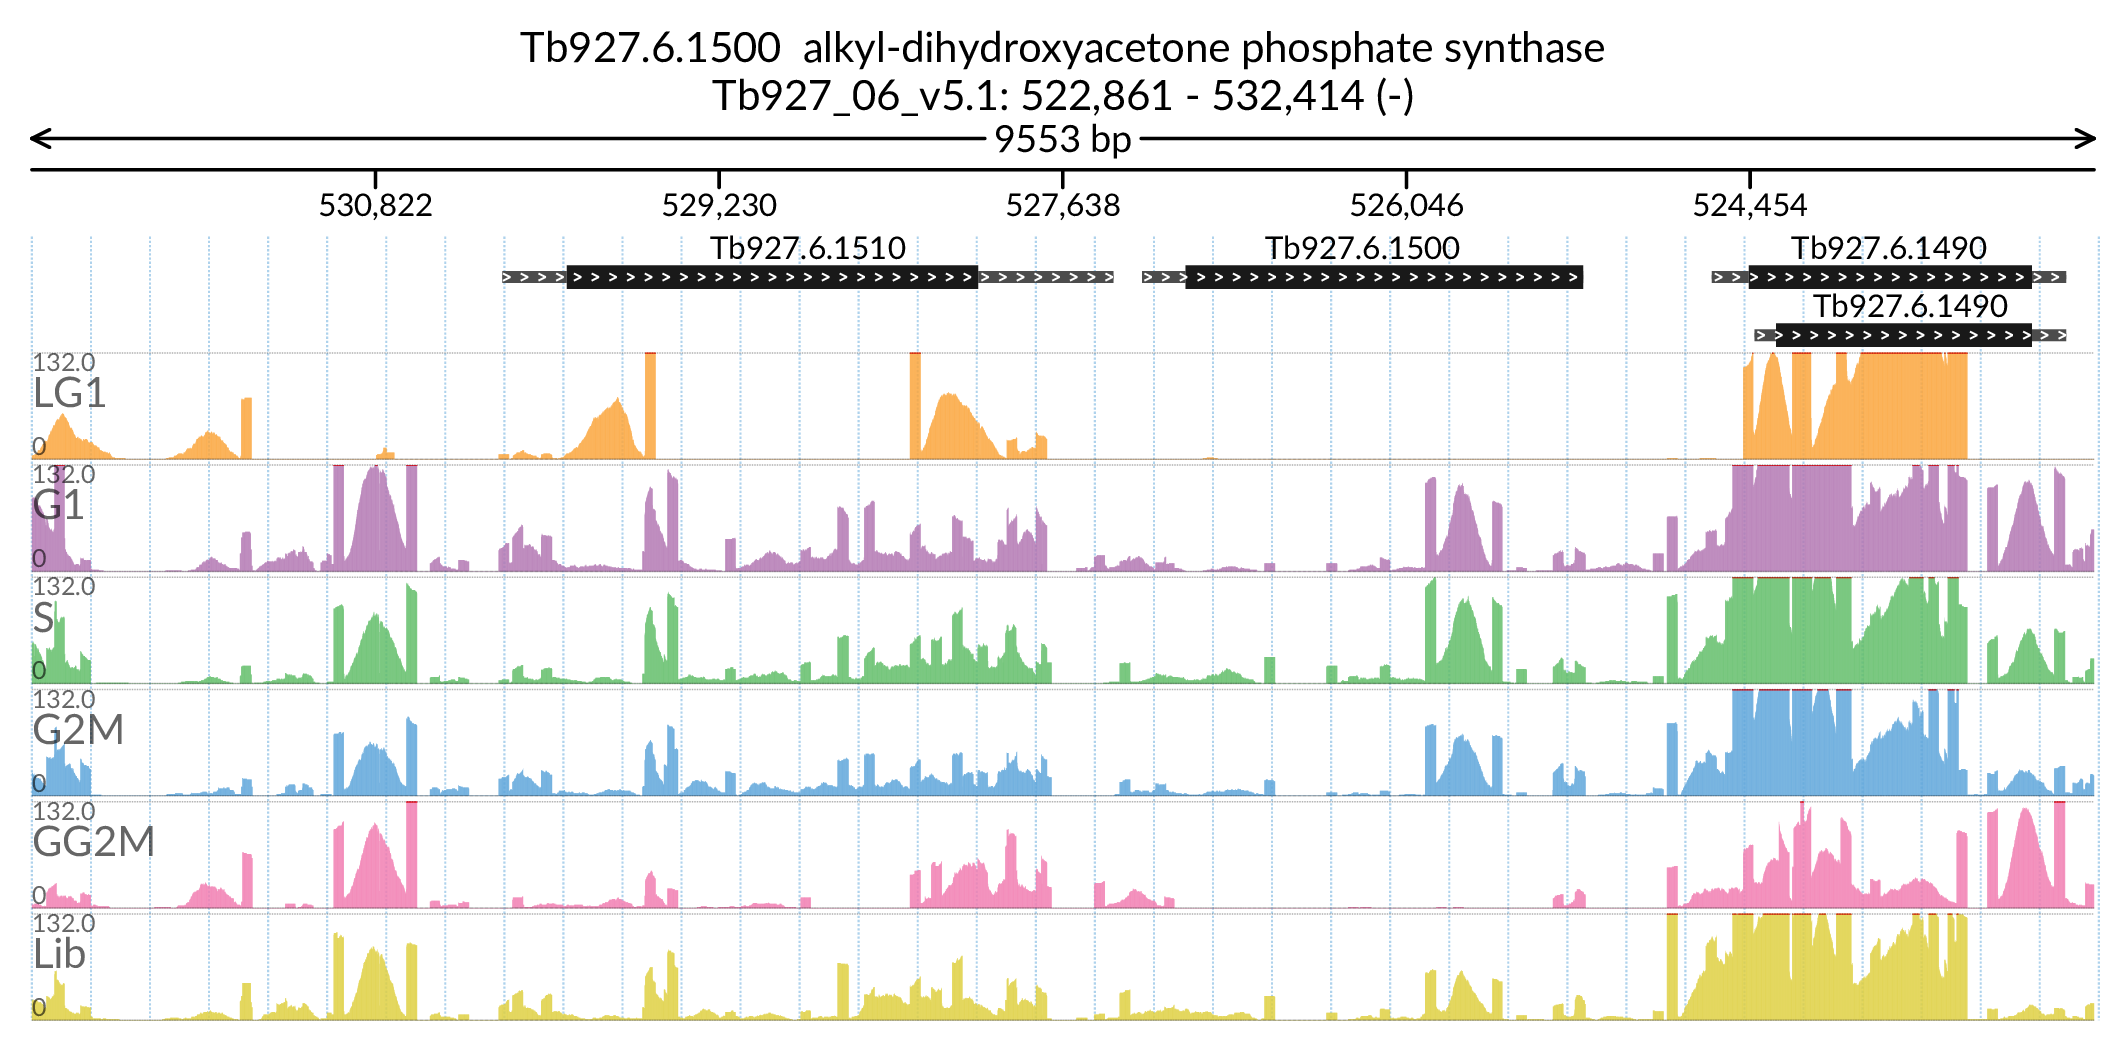 Tb927.6.1500 alkyl-dihydroxyacetone phosphate synthase
Tb927_06_v5.1: 522,861 - 532,414 (-)
9553 bp
530,822 529,230 527,638 526,046 524,454
Tb927.6.1510 Tb927.6.1500 Tb927.6.1490
Tb927.6.1490
132.0
LG1
0
132.0
G1
0
132.0
S
0
132.0
G2M
0
132.0
GG2M
0
132.0
Lib
0